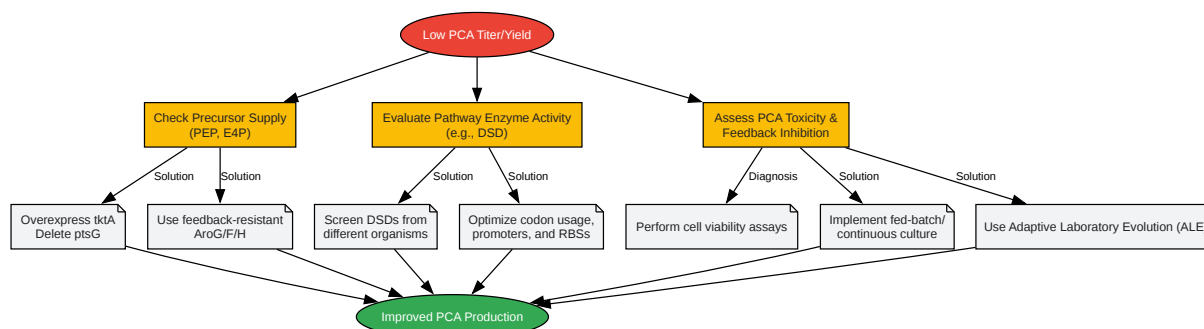 Low PCA Titer/Yield
Check Precursor Supply
(PEP, E4P)
Evaluate Pathway Enzyme Activity
(e.g., DSD)
Assess PCA Toxicity &
Feedback Inhibition
Solution
Solution
Solution
Solution
Diagnosis
Solution
Solution
Overexpress tktA
Delete ptsG
Use feedback-resistant
AroG/F/H
Screen DSDs from
different organisms
Optimize codon usage,
promoters, and RBSs
Perform cell viability assays
Implement fed-batch/
continuous culture
Use Adaptive Laboratory Evolution (ALE
Improved PCA Production